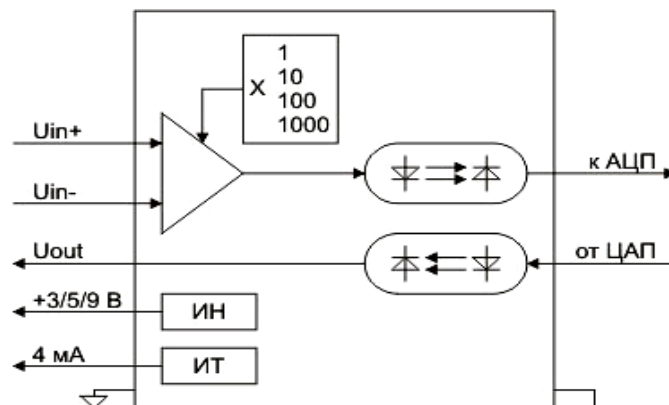 1
10
X
100
1000
Uin+
Uin-
к АЦП
Uout
от ЦАП
+3/5/9 В
ИН
4 мА
ИТ